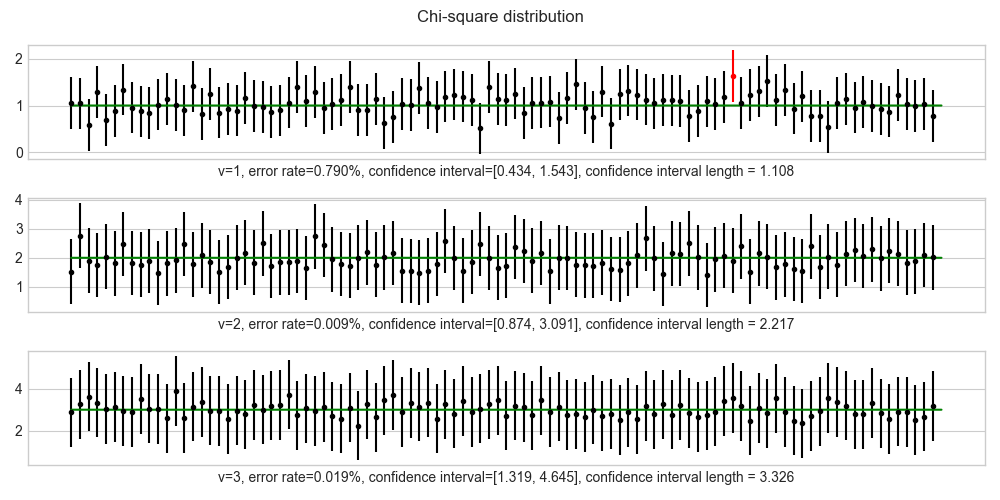 Chi-square distribution
2
1
0
v=1, error rate=0.790%, confidence interval=[0.434, 1.543], confidence interval length = 1.108
4
3
2
1
v=2, error rate=0.009%, confidence interval=[0.874, 3.091], confidence interval length = 2.217
4
2
v=3, error rate=0.019%, confidence interval=[1.319, 4.645], confidence interval length = 3.326